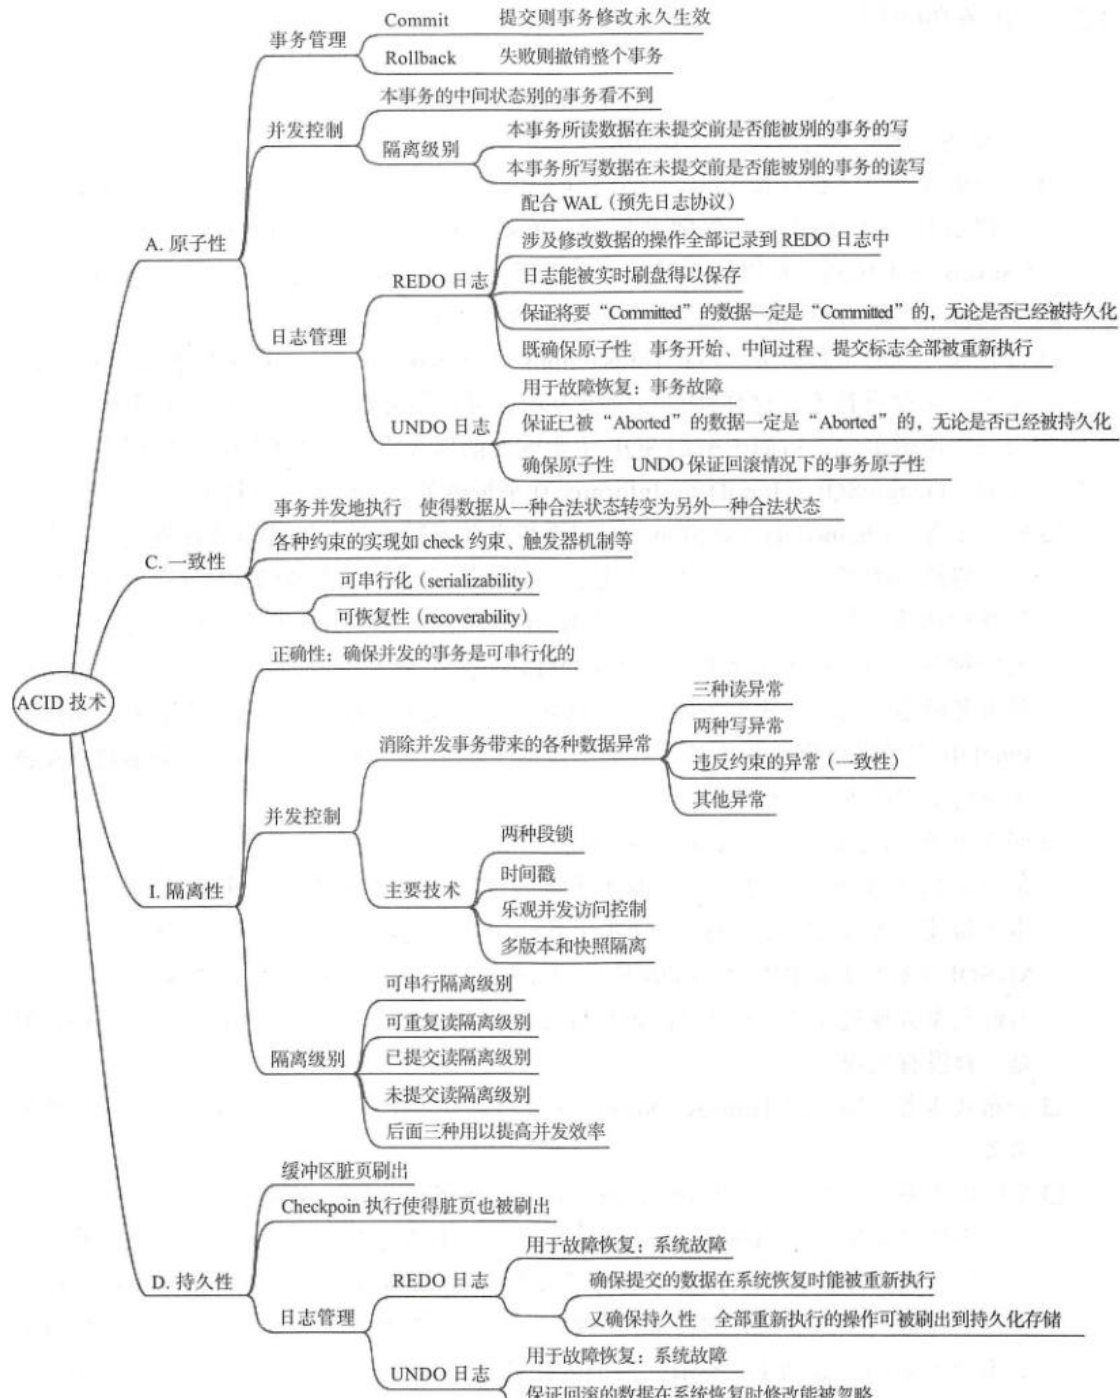 Commit 提交则事务修改永久生效
事务管理
Rollback 失败则撤销整个事务
本事务的中间状态别的事务看不到
并发控制
本事务所读数据在未提交前是否能被别的事务的写
隔离级别
本事务所写数据在未提交前是否能被别的事务的读写
A. 原子性
配合 WAL（预先日志协议）
涉及修改数据的操作全部记录到 REDO 日志中
REDO 日志
日志能被实时刷盘得以保存
保证将要“Committed”的数据一定是“Committed”的，无论是否已经被持久化
日志管理
既确保原子性 事务开始、中间过程、提交标志全部被重新执行
用于故障恢复：事务故障
UNDO 日志
保证已被“Aborted”的数据一定是“Aborted”的，无论是否已经被持久化
确保原子性 UNDO 保证回滚情况下的事务原子性
事务并发地执行 使得数据从一种合法状态转变为另外一种合法状态
各种约束的实现如 check 约束、触发器机制等
C. 一致性
可串行化（serializability）
可恢复性（recoverability）
正确性：确保并发的事务是可串行化的
ACID 技术
三种读异常
两种写异常
消除并发事务带来的各种数据异常
违反约束的异常（一致性）
其他异常
并发控制
两种段锁
时间戳
主要技术
乐观并发访问控制
多版本和快照隔离
I. 隔离性
可串行隔离级别
可重复读隔离级别
隔离级别
已提交读隔离级别
未提交读隔离级别
后面三种用以提高并发效率
缓冲区脏页刷出
Checkpoin 执行使得脏页也被刷出
D. 持久性
用于故障恢复：系统故障
REDO 日志
确保提交的数据在系统恢复时能被重新执行
又确保持久性 全部重新执行的操作可被刷出到持久化存储
日志管理
用于故障恢复：系统故障
UNDO 日志
保证回滚的数据在系统恢复时修改能被忽略